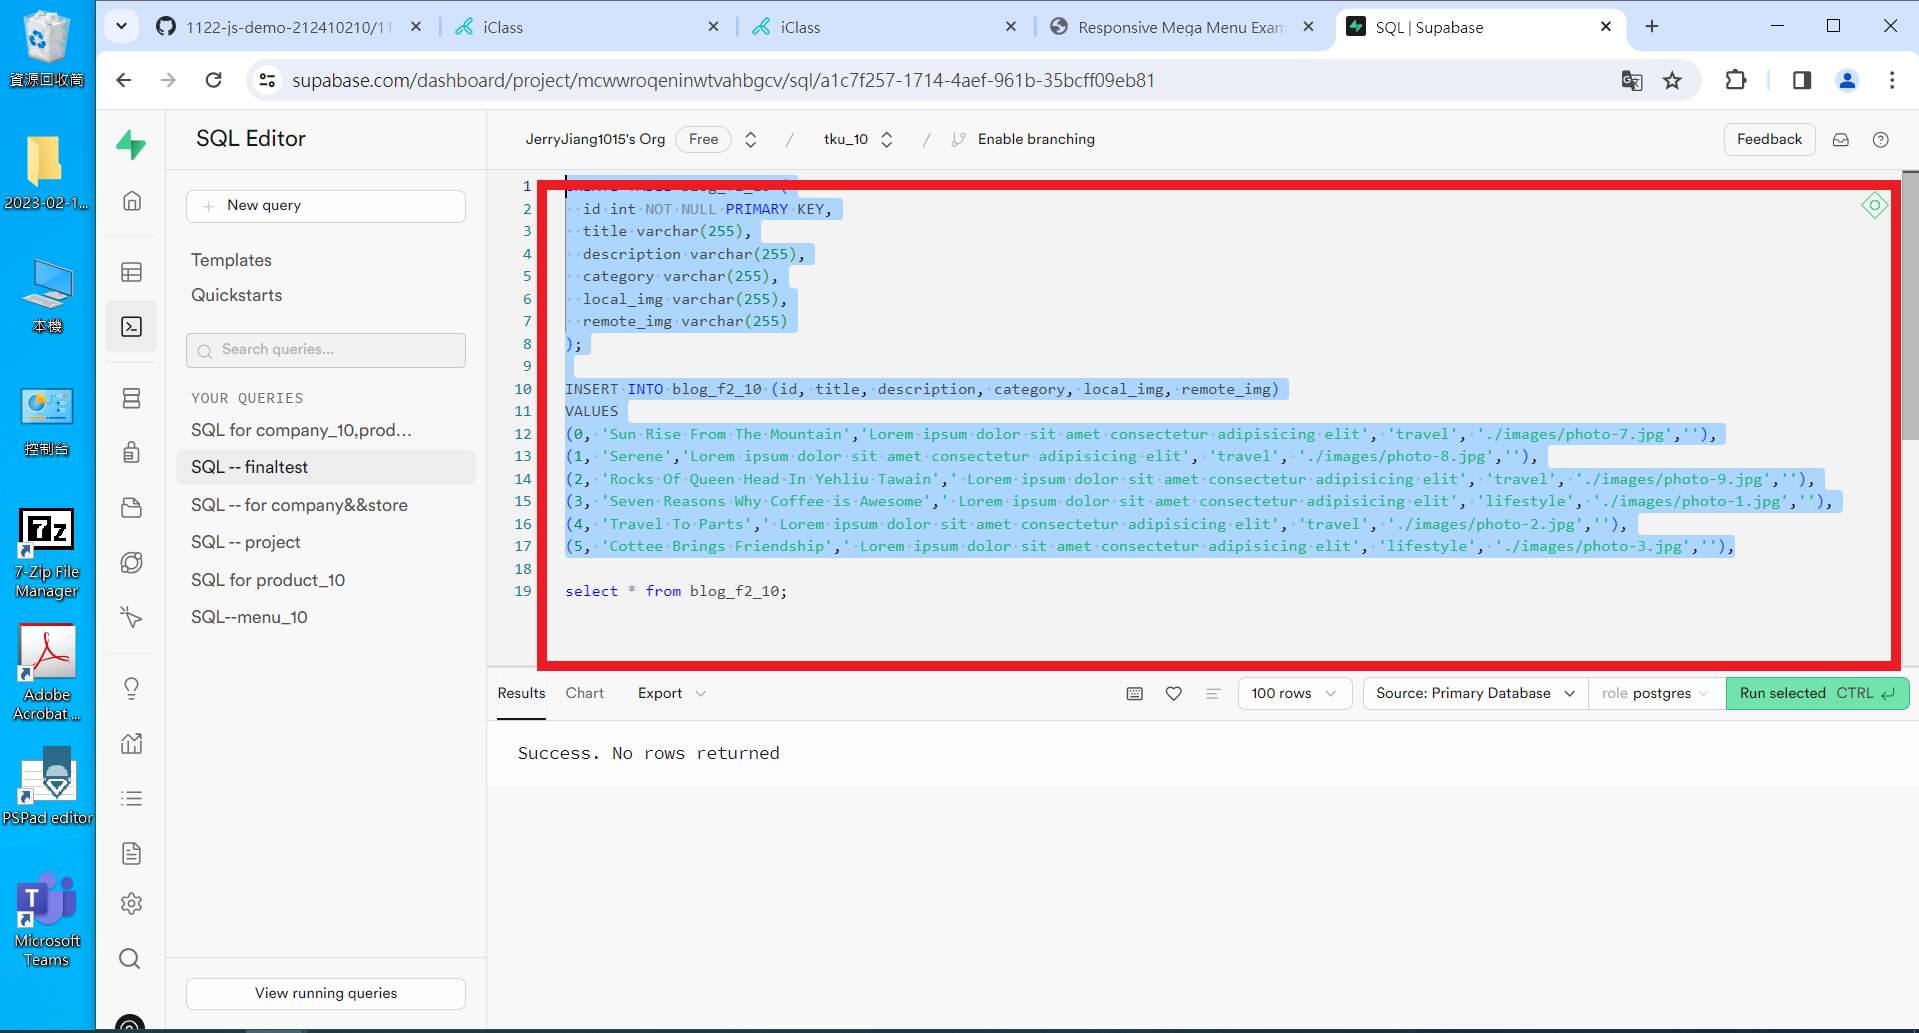 1122-js-demo-212410210/11
iClass
iClass
Responsive Mega Menu Exam
SQL | Supabase
supabase.com/dashboard/project/mcwwroqeninwtvahbgcv/sql/a1c7f257-1714-4aef-961b-35bcff09eb81
資源回收筒
2023-02-1...
本機
控制台
7-Zip File
Manager
Adobe
Acrobat ...
PSPad editor
Microsoft
Teams
SQL Editor
JerryJiang1015's Org
Free
/
tku_10
/
Enable branching
Feedback
New query
Templates
Quickstarts
Search queries...
YOUR QUERIES
SQL for company_10,prod...
SQL -- finaltest
SQL -- for company&&store
SQL -- project
SQL for product_10
SQL--menu_10
View running queries
1 CREATE TABLE blog_f2_10 (
2 id int NOT NULL PRIMARY KEY,
3 title varchar(255),
4 description varchar(255),
5 category varchar(255),
6 local_img varchar(255),
7 remote_img varchar(255)
8 );
9
10 INSERT INTO blog_f2_10 (id, title, description, category, local_img, remote_img)
11 VALUES
12 (0, 'Sun Rise From The Mountain','Lorem ipsum dolor sit amet consectetur adipisicing elit', 'travel', './images/photo-7.jpg',''),
13 (1, 'Serene','Lorem ipsum dolor sit amet consectetur adipisicing elit', 'travel', './images/photo-8.jpg',''),
14 (2, 'Rocks Of Queen Head In Yehliu Tawain',' Lorem ipsum dolor sit amet consectetur adipisicing elit', 'travel', './images/photo-9.jpg',''),
15 (3, 'Seven Reasons Why Coffee is Awesome',' Lorem ipsum dolor sit amet consectetur adipisicing elit', 'lifestyle', './images/photo-1.jpg',''),
16 (4, 'Travel To Parts',' Lorem ipsum dolor sit amet consectetur adipisicing elit', 'travel', './images/photo-2.jpg',''),
17 (5, 'Cottee Brings Friendship',' Lorem ipsum dolor sit amet consectetur adipisicing elit', 'lifestyle', './images/photo-3.jpg',''),
18
19 select * from blog_f2_10;
Results
Chart
Export
100 rows
Source: Primary Database
role postgres
Run selected CTRL
Success. No rows returned